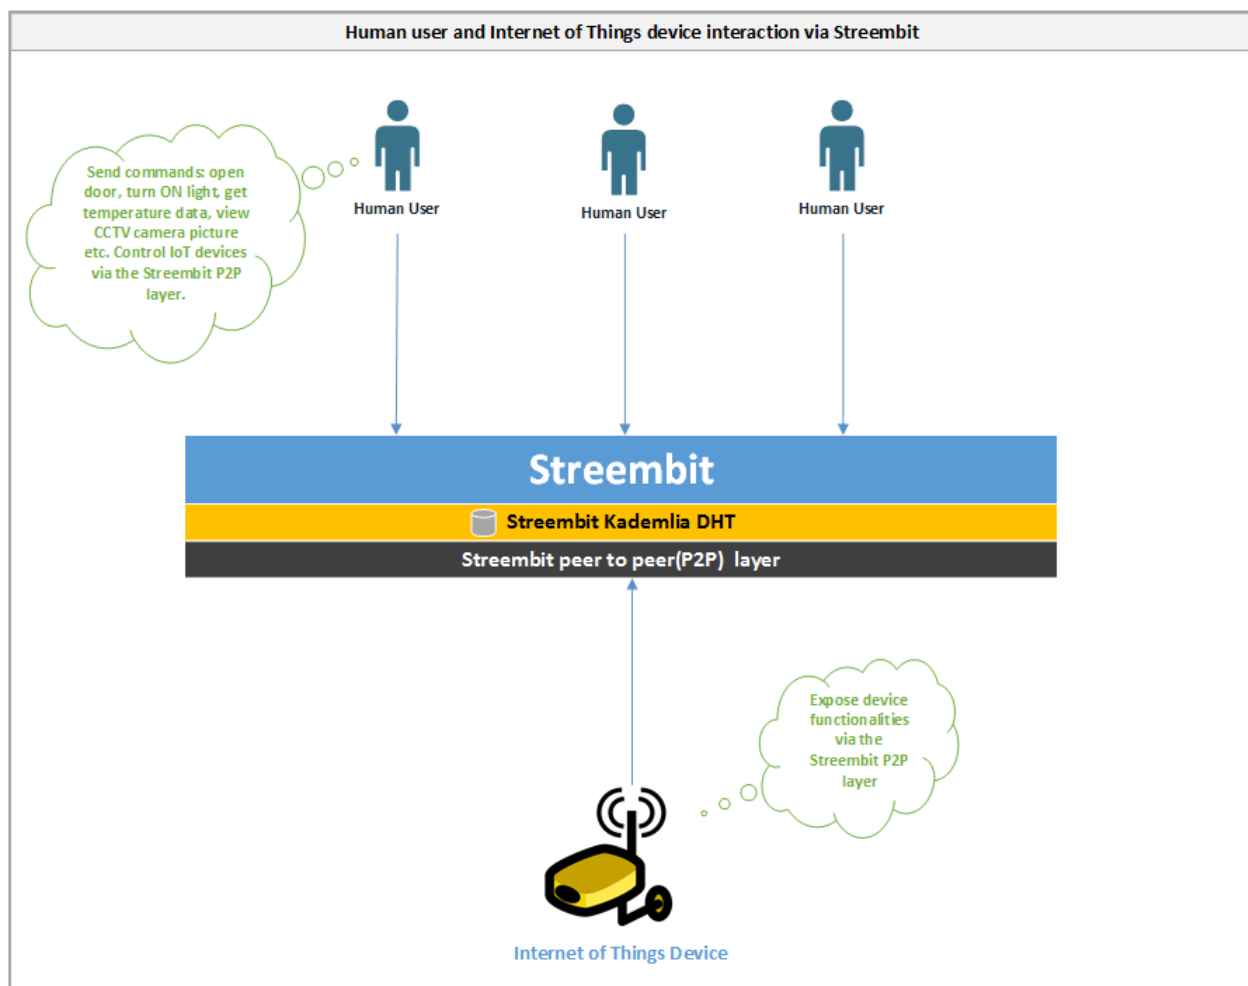 Human user and Internet of Things device interaction via Streembit
Send commands: open
door, turn ON light, get
temperature data, view
CCTV camera picture
etc. Control IoT devices
via the Streembit P2P
layer.
Human User
Human User
Human User
Streembit
Streembit Kademlia DHT
Streembit peer to peer(P2P) layer
Expose device
functionalities
via the
Streembit P2P
layer
Internet of Things Device